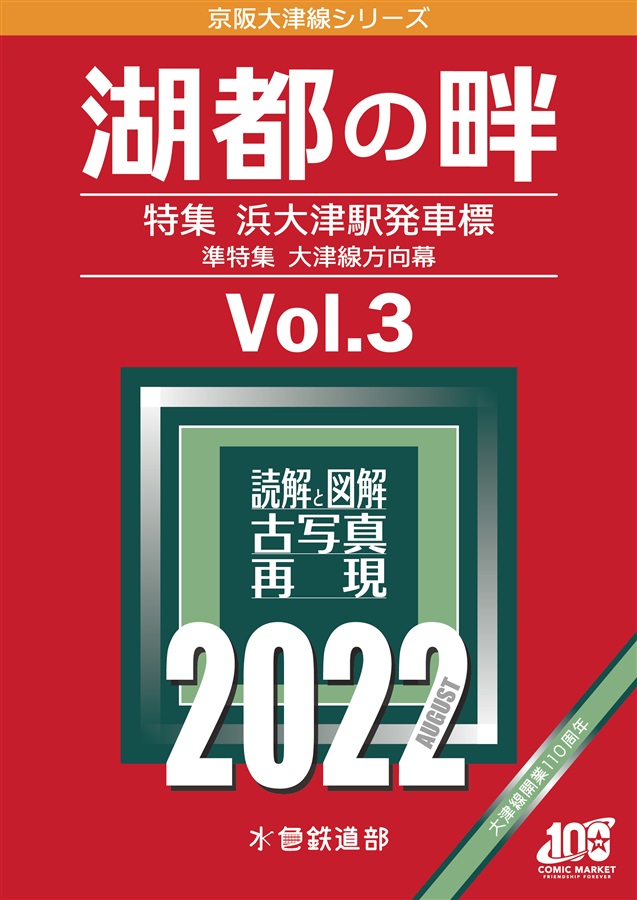 京阪大津線シリーズ
湖都の畔
特集 浜大津駅発車標
準特集 大津線方向幕
Vol.3
読解と図解
古写真
再現
2022
AUGUST
大津線開業110周年
水色鉄道部
100
COMIC MARKET
FRIENDSHIP FOREVER